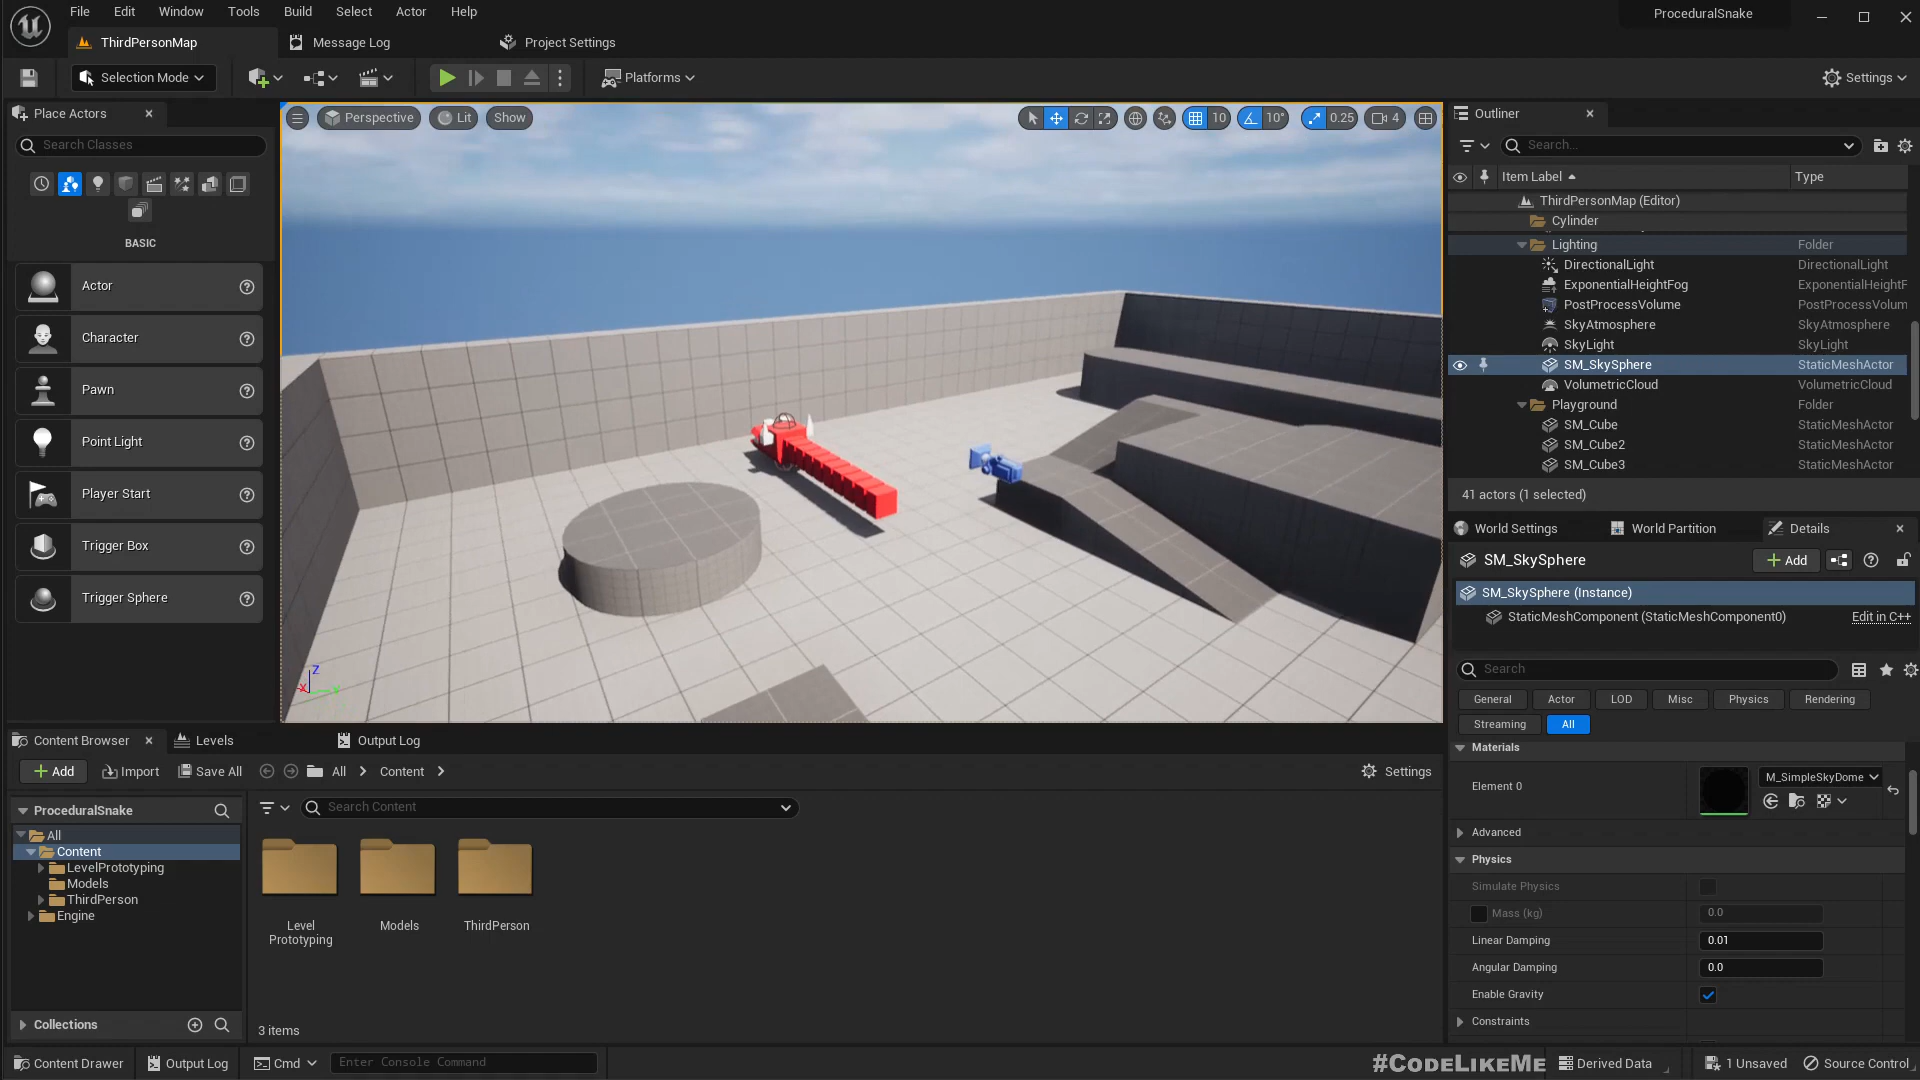 File Edit Window Tools Build Select Actor Help
ProceduralSnake
ThirdPersonMap
Message Log
Project Settings
Selection Mode
Platforms
Settings
Place Actors
Search Classes
BASIC
Actor
Character
Pawn
Point Light
Player Start
Trigger Box
Trigger Sphere
Perspective
Lit
Show
10
10°
0.25
4
Z
X
Y
Outliner
Search...
Item Label
Type
ThirdPersonMap (Editor)
Cylinder
Lighting Folder
DirectionalLight DirectionalLight
ExponentialHeightFog ExponentialHeightF
PostProcessVolume PostProcessVolum
SkyAtmosphere SkyAtmosphere
SkyLight SkyLight
SM_SkySphere StaticMeshActor
VolumetricCloud VolumetricCloud
Playground Folder
SM_Cube StaticMeshActor
SM_Cube2 StaticMeshActor
SM_Cube3 StaticMeshActor
41 actors (1 selected)
World Settings
World Partition
Details
SM_SkySphere
Add
SM_SkySphere (Instance)
StaticMeshComponent (StaticMeshComponent0)
Edit in C++
Search
General Actor LOD Misc Physics Rendering
Streaming All
Materials
Element 0
M_SimpleSkyDome
Advanced
Physics
Simulate Physics
Mass (kg) 0.0
Linear Damping 0.01
Angular Damping 0.0
Enable Gravity
Constraints
Content Browser
Levels
Output Log
Add
Import
Save All
All
Content
Settings
ProceduralSnake
All
Content
LevelPrototyping
Models
ThirdPerson
Engine
Collections
Search Content
Level
Prototyping
Models
ThirdPerson
3 items
Content Drawer
Output Log
Cmd
Enter Console Command
#CODELIKEME
Derived Data
1 Unsaved
Source Control